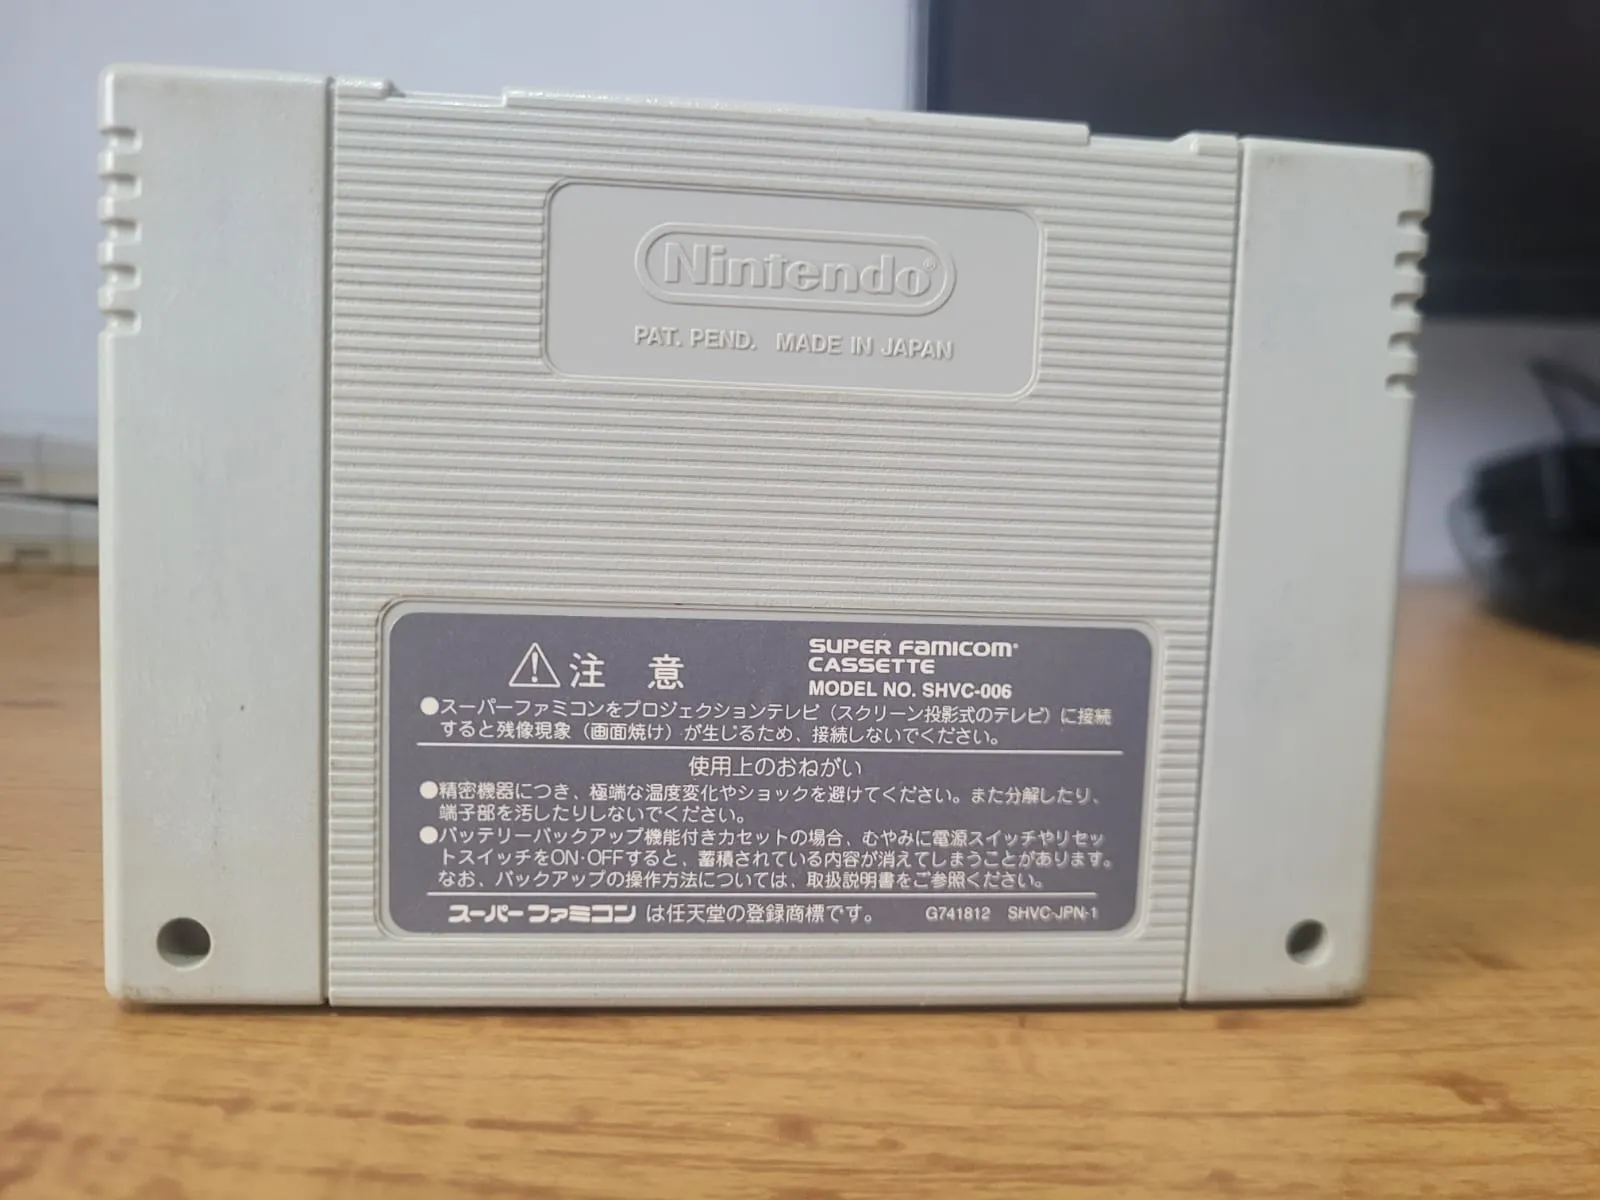 Nintendo®
PAT. PEND. MADE IN JAPAN
注意
SUPER FAMICOM®
CASSETTE
MODEL NO. SHVC-006
●スーパーファミコンをプロジェクションテレビ（スクリーン投影式のテレビ）に接続
すると残像現象（画面焼け）が生じるため、接続しないでください。
使用上のおねがい
●精密機器につき、極端な温度変化やショックを避けてください。また分解したり、
端子部を汚したりしないでください。
●バッテリーバックアップ機能付きカセットの場合、むやみに電源スイッチやリセッ
トスイッチをON・OFFすると、蓄積されている内容が消えてしまうことがあります。
なお、バックアップの操作方法については、取扱説明書をご参照ください。
スーパーファミコン は任天堂の登録商標です。 G741812 SHVC-JPN-1